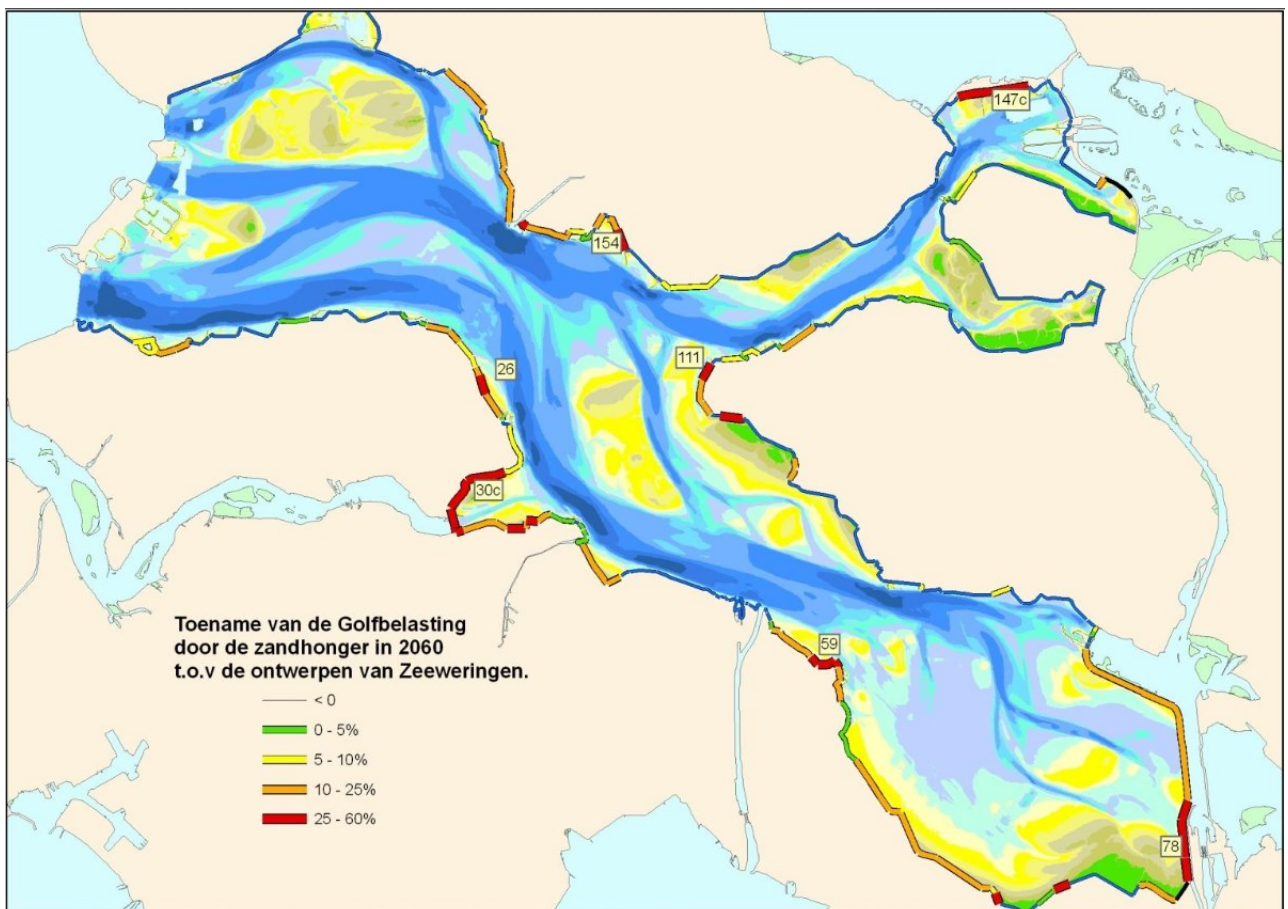 147c
154
111
26
30c
59
78
Toename van de Golfbelasting
door de zandhonger in 2060
t.o.v de ontwerpen van Zeeweringen.
< 0
0 - 5%
5 - 10%
10 - 25%
25 - 60%